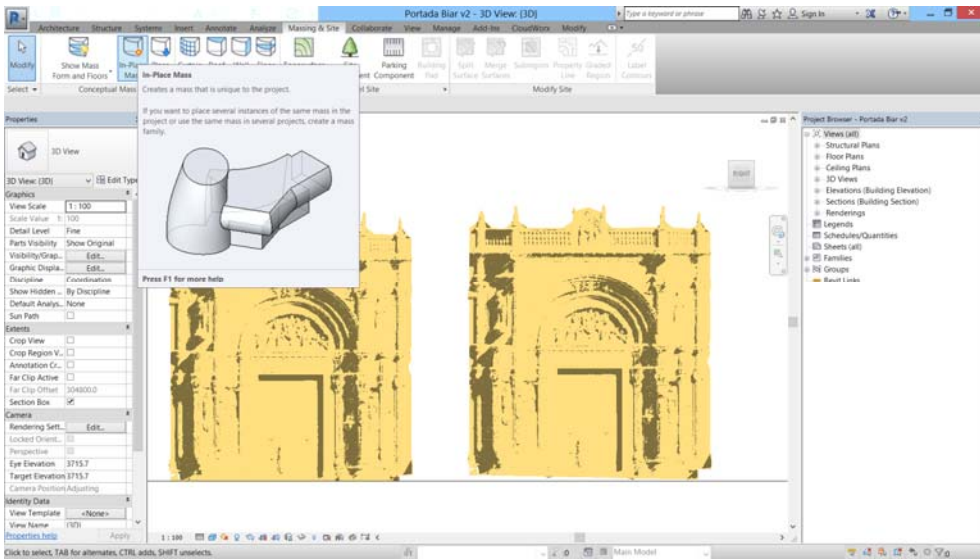 Portada Biar v2 - 3D View: {3D}
Type a keyword or phrase
Sign In
Architecture Structure Systems Insert Annotate Analyze Massing & Site Collaborate View Manage Add-Ins CloudWorx Modify
Modify
Show Mass
Form and Floors
In-Place
Mass
Parking
Component
Building
Pad
Split
Surface
Merge
Surfaces
Subregion
Property
Line
Graded
Region
Label
Contours
Select
Conceptual Mass
Site
Modify Site
In-Place Mass
Creates a mass that is unique to the project.
If you want to place several instances of the same mass in the
project or use the same mass in several projects, create a mass
family.
Press F1 for more help
Properties
3D View
3D View: {3D}
Edit Type
Graphics
View Scale 1 : 100
Scale Value 1: 100
Detail Level Fine
Parts Visibility Show Original
Visibility/Grap... Edit...
Graphic Displa... Edit...
Discipline Coordination
Show Hidden ... By Discipline
Default Analys... None
Sun Path
Extents
Crop View
Crop Region V...
Annotation Cr...
Far Clip Active
Far Clip Offset 304800.0
Section Box
Camera
Rendering Sett... Edit...
Locked Orient...
Perspective
Eye Elevation 3715.7
Target Elevation 3715.7
Camera Position Adjusting
Identity Data
View Template <None>
View Name {3D}
Properties help
Apply
RIGHT
Project Browser - Portada Biar v2
Views (all)
Structural Plans
Floor Plans
Ceiling Plans
3D Views
Elevations (Building Elevation)
Sections (Building Section)
Renderings
Legends
Schedules/Quantities
Sheets (all)
Families
Groups
Revit Links
1 : 100
Click to select, TAB for alternates, CTRL adds, SHIFT unselects.
:0
Main Model
:0